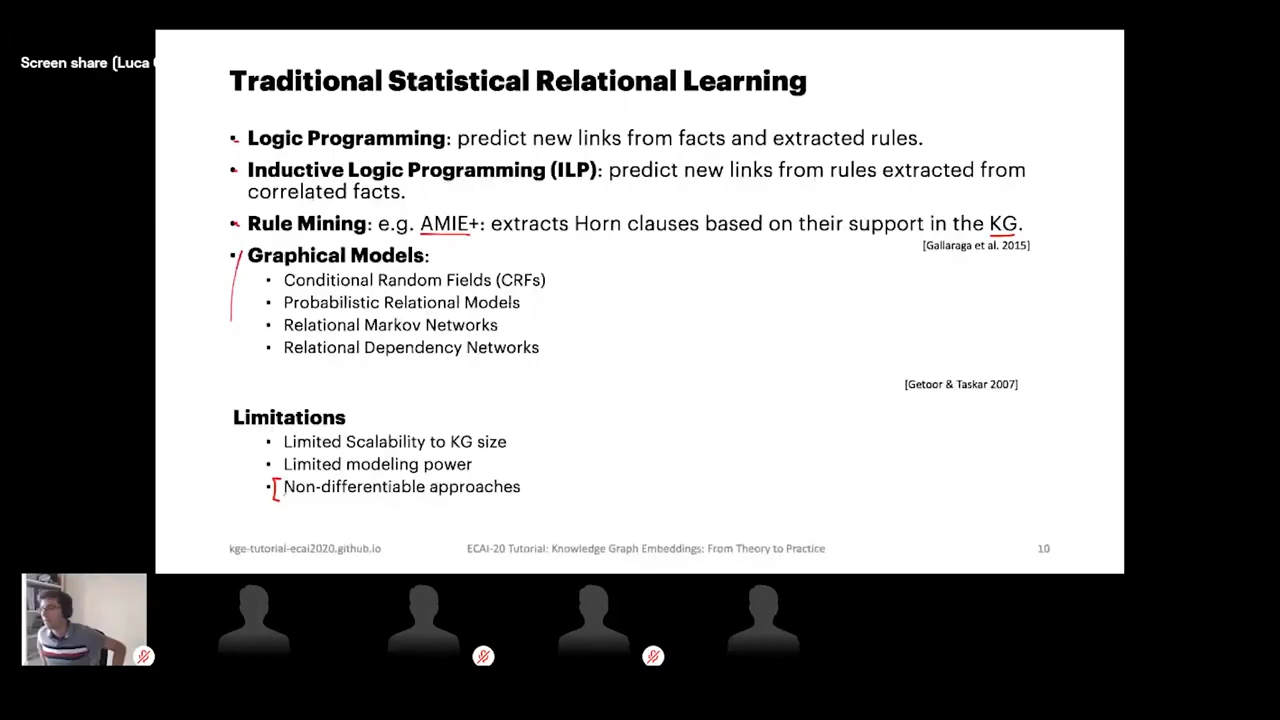 Screen share (Luca
Traditional Statistical Relational Learning
Logic Programming: predict new links from facts and extracted rules.
Inductive Logic Programming (ILP): predict new links from rules extracted from
correlated facts.
Rule Mining: e.g. AMIE+: extracts Horn clauses based on their support in the KG.
[Gallaraga et al. 2015]
Graphical Models:
Conditional Random Fields (CRFs)
Probabilistic Relational Models
Relational Markov Networks
Relational Dependency Networks
[Getoor & Taskar 2007]
Limitations
Limited Scalability to KG size
Limited modeling power
Non-differentiable approaches
kge-tutorial-ecai2020.github.io
ECAI-20 Tutorial: Knowledge Graph Embeddings: From Theory to Practice
10